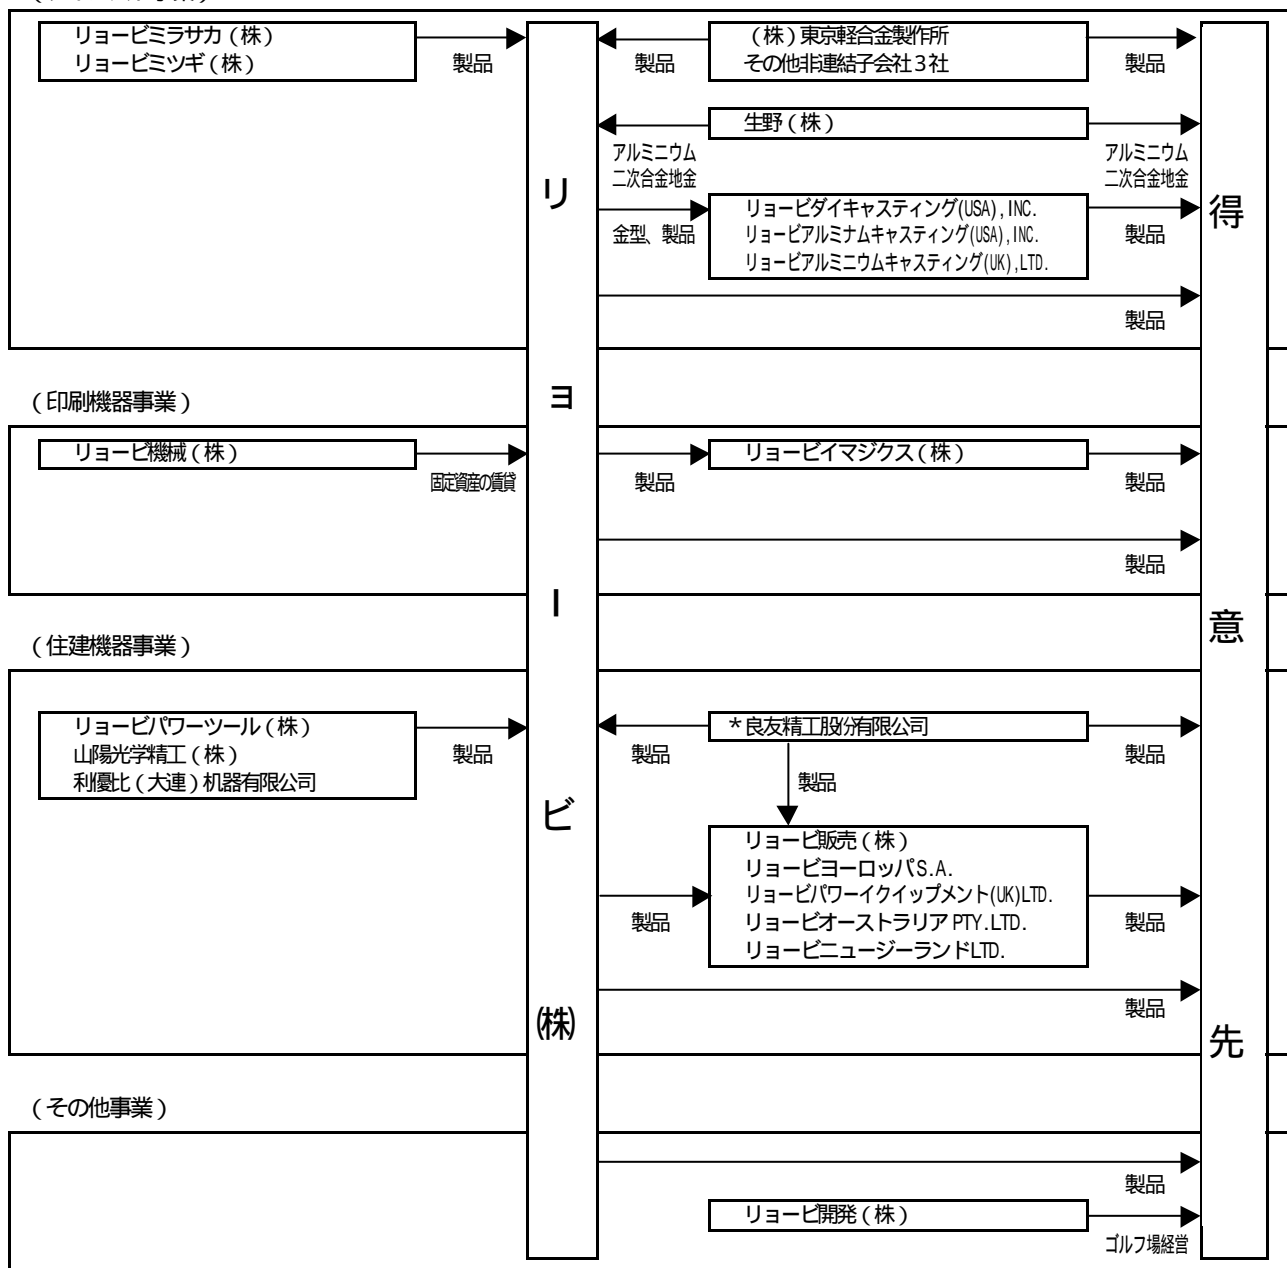 リョービミラサカ(株)
リョービミツギ(株)
製品
製品
(株)東京軽合金製作所
その他非連結子会社3社
製品
生野(株)
アルミニウム
二次合金地金
アルミニウム
二次合金地金
金型、製品
リョービダイキャスティング(USA),INC.
リョービアルミナムキャスティング(USA),INC.
リョービアルミニウムキャスティング(UK),LTD.
製品
製品
(印刷機器事業)
リョービ機械(株)
固定資産の賃貸
製品
リョービイマジクス(株)
製品
製品
(住建機器事業)
リョービパワーツール(株)
山陽光学精工(株)
利優比(大連)机器有限公司
製品
製品
*良友精工股份有限公司
製品
製品
製品
リョービ販売(株)
リョービヨーロッパS.A.
リョービパワーイクイップメント(UK)LTD.
リョービオーストラリアPTY.LTD.
リョービニュージーランドLTD.
製品
製品
(その他事業)
製品
リョービ開発(株)
ゴルフ場経営
リョービ㈱
得意先